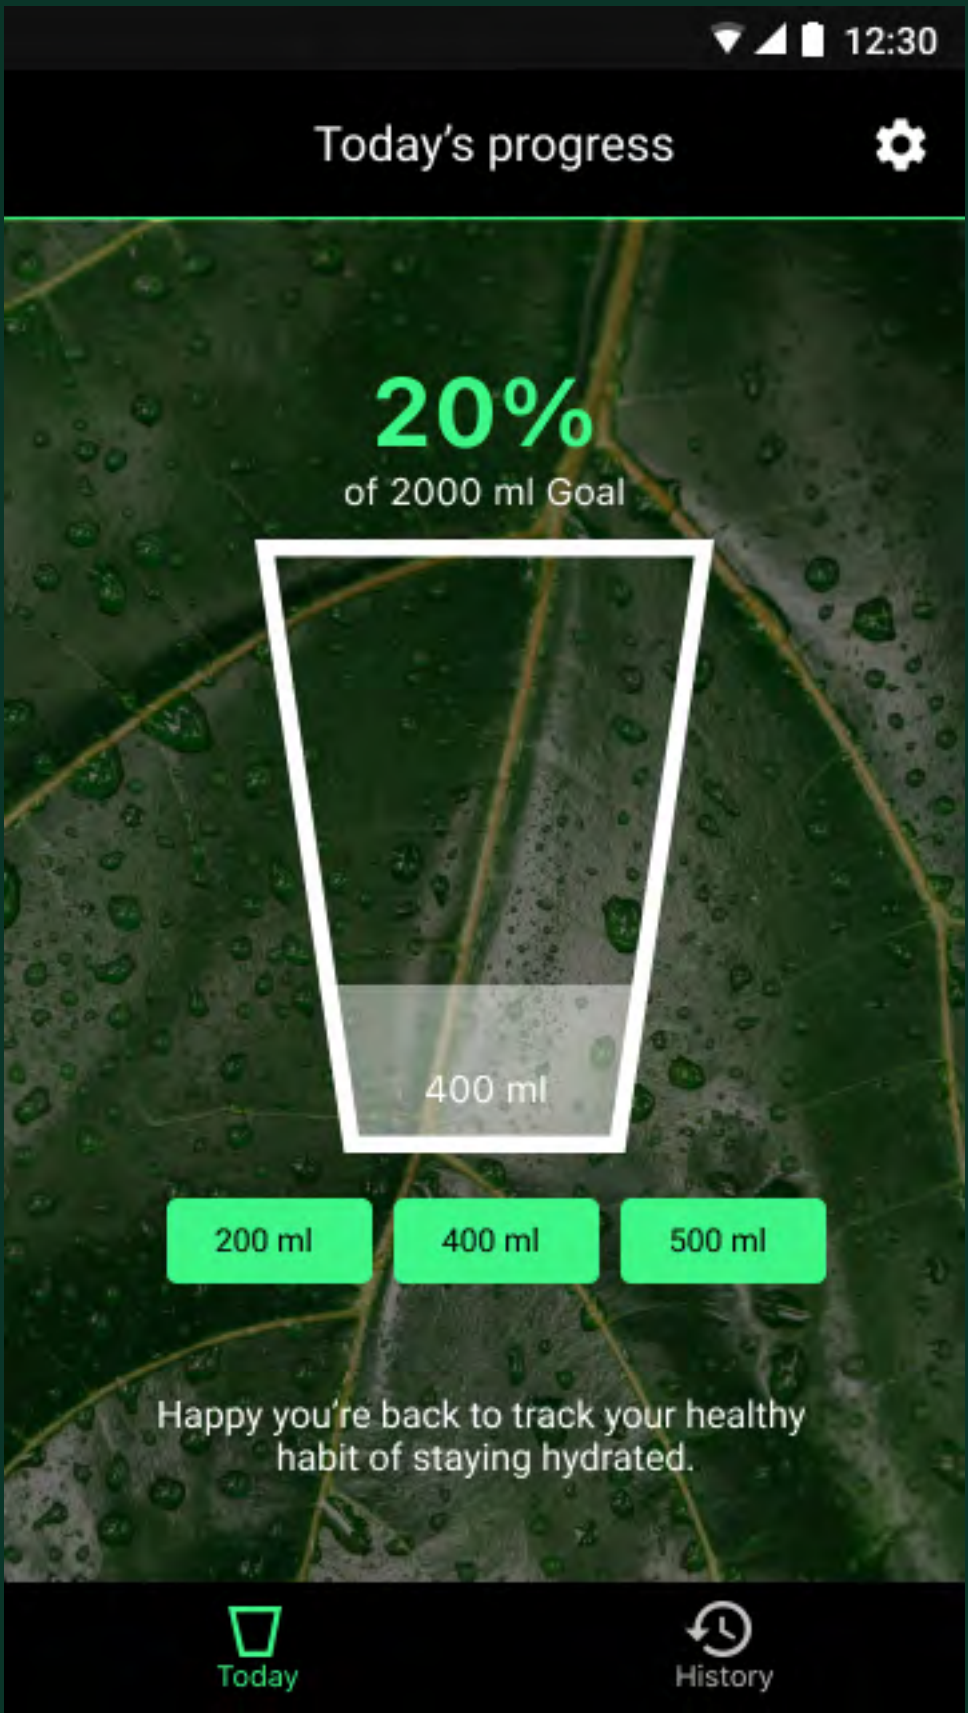 12:30
Today’s progress
20%
of 2000 ml Goal
400 ml
200 ml
400 ml
500 ml
Happy you’re back to track your healthy
habit of staying hydrated.
Today
History